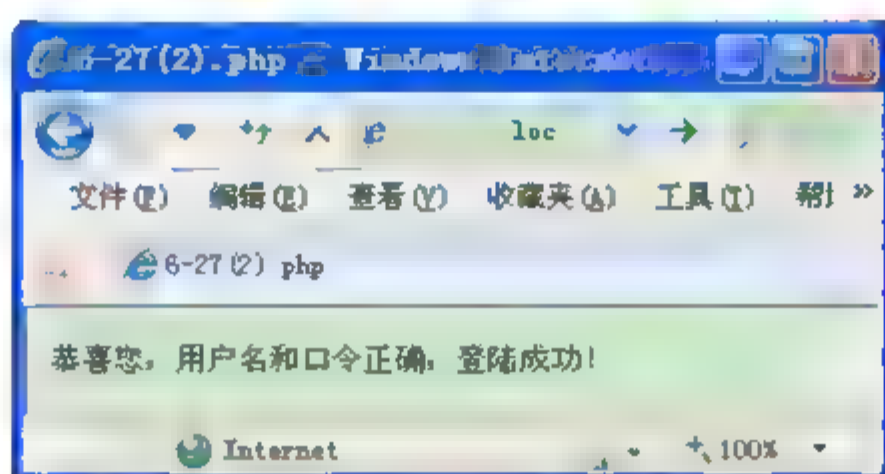 6-27(2).php - Windows Internet
loc
文件(F) 编辑(E) 查看(V) 收藏夹(A) 工具(T) 帮 »
6-27(2) php
恭喜您，用户名和口令正确，登陆成功！
Internet 100%